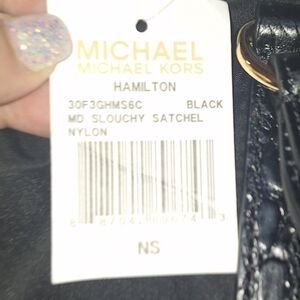 MICHAEL
MICHAEL KORS
HAMILTON
30F3GHMS6C BLACK
MD SLOUCHY SATCHEL
NYLON
NS